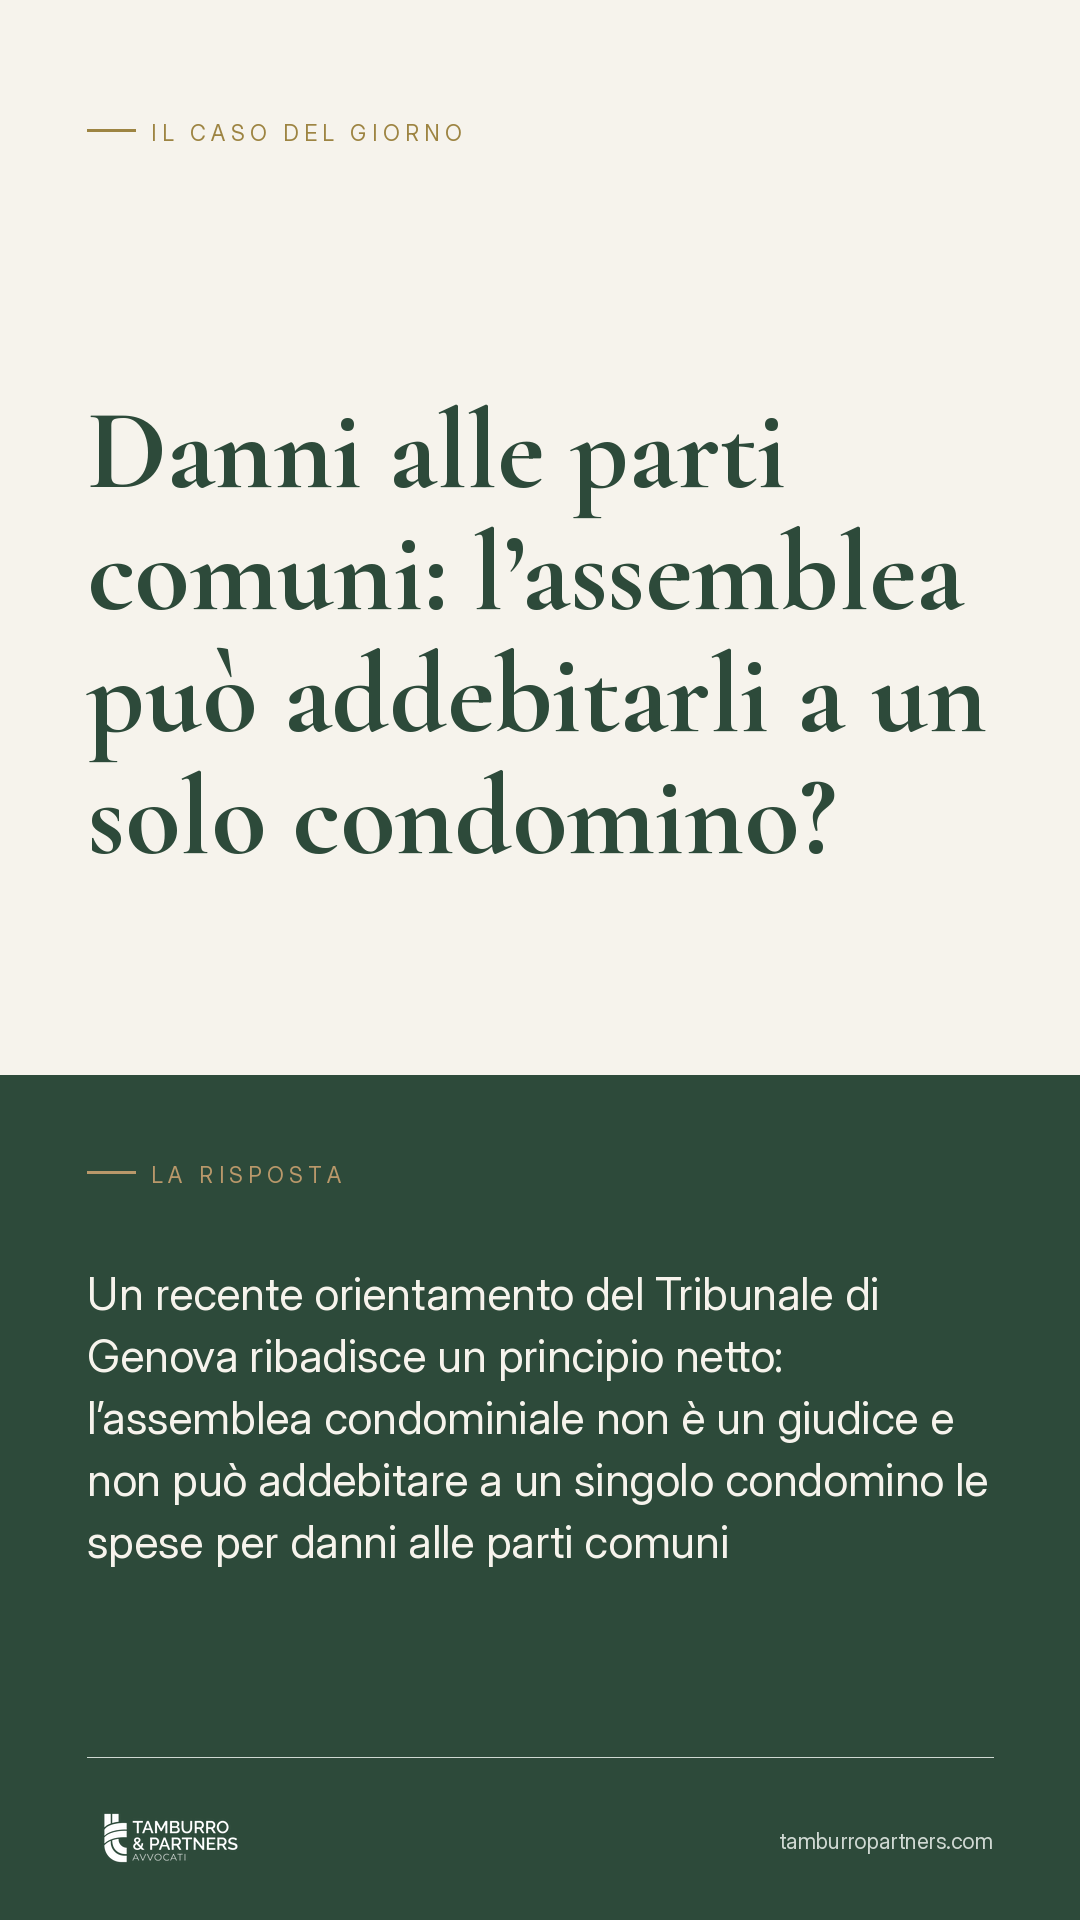 IL CASO DEL GIORNO
Danni alle parti
comuni: l’assemblea
può addebitarli a un
solo condomino?
LA RISPOSTA
Un recente orientamento del Tribunale di
Genova ribadisce un principio netto:
l’assemblea condominiale non è un giudice e
non può addebitare a un singolo condomino le
spese per danni alle parti comuni
TAMBURRO
& PARTNERS
AVVOCATI
tamburropartners.com